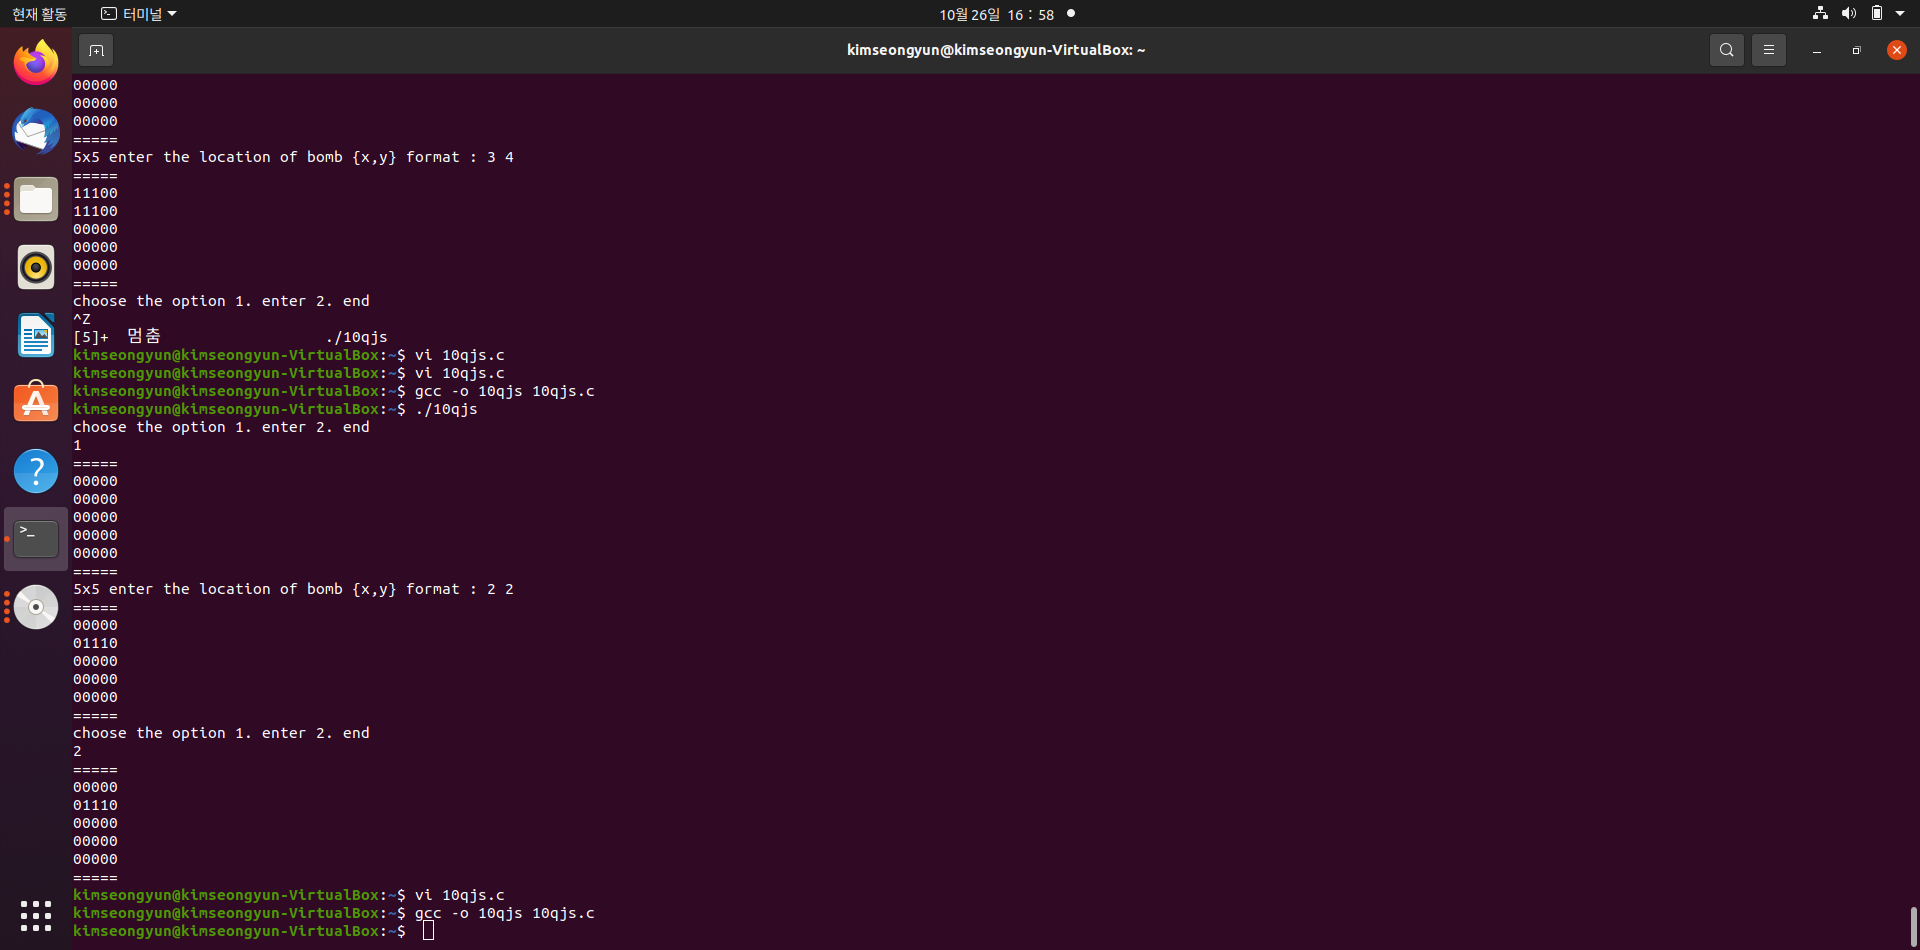 현재 활동 터미널 10월 26일 16 : 58
kimseongyun@kimseongyun-VirtualBox: ~
00000
00000
00000
=====
5x5 enter the location of bomb {x,y} format : 3 4
=====
11100
11100
00000
00000
00000
=====
choose the option 1. enter 2. end
^Z
[5]+  멈춤                  ./10qjs
kimseongyun@kimseongyun-VirtualBox:~$ vi 10qjs.c
kimseongyun@kimseongyun-VirtualBox:~$ vi 10qjs.c
kimseongyun@kimseongyun-VirtualBox:~$ gcc -o 10qjs 10qjs.c
kimseongyun@kimseongyun-VirtualBox:~$ ./10qjs
choose the option 1. enter 2. end
1
=====
00000
00000
00000
00000
00000
=====
5x5 enter the location of bomb {x,y} format : 2 2
=====
00000
01110
00000
00000
00000
=====
choose the option 1. enter 2. end
2
=====
00000
01110
00000
00000
00000
=====
kimseongyun@kimseongyun-VirtualBox:~$ vi 10qjs.c
kimseongyun@kimseongyun-VirtualBox:~$ gcc -o 10qjs 10qjs.c
kimseongyun@kimseongyun-VirtualBox:~$